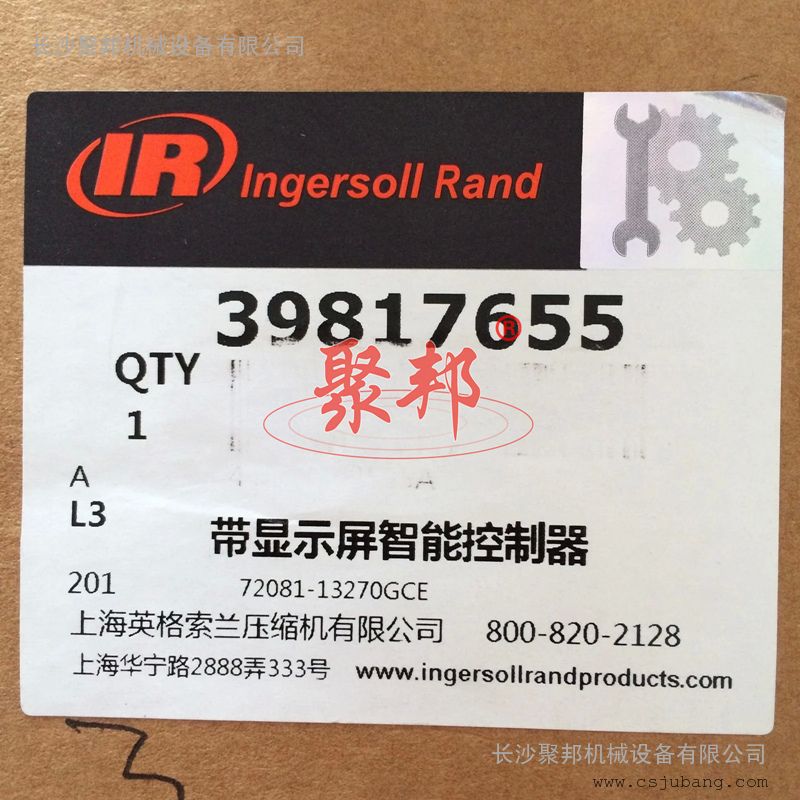 长沙聚邦机械设备有限公司
IR Ingersoll Rand
39817655
®
QTY
聚邦
1
A
A
L3
带显示屏智能控制器
201 72081-13270GCE
上海英格索兰压缩机有限公司 800-820-2128
上海华宁路2888弄333号 www.ingersollrandproducts.com
3
长沙聚邦机械设备有限公司
www.csjubang.com